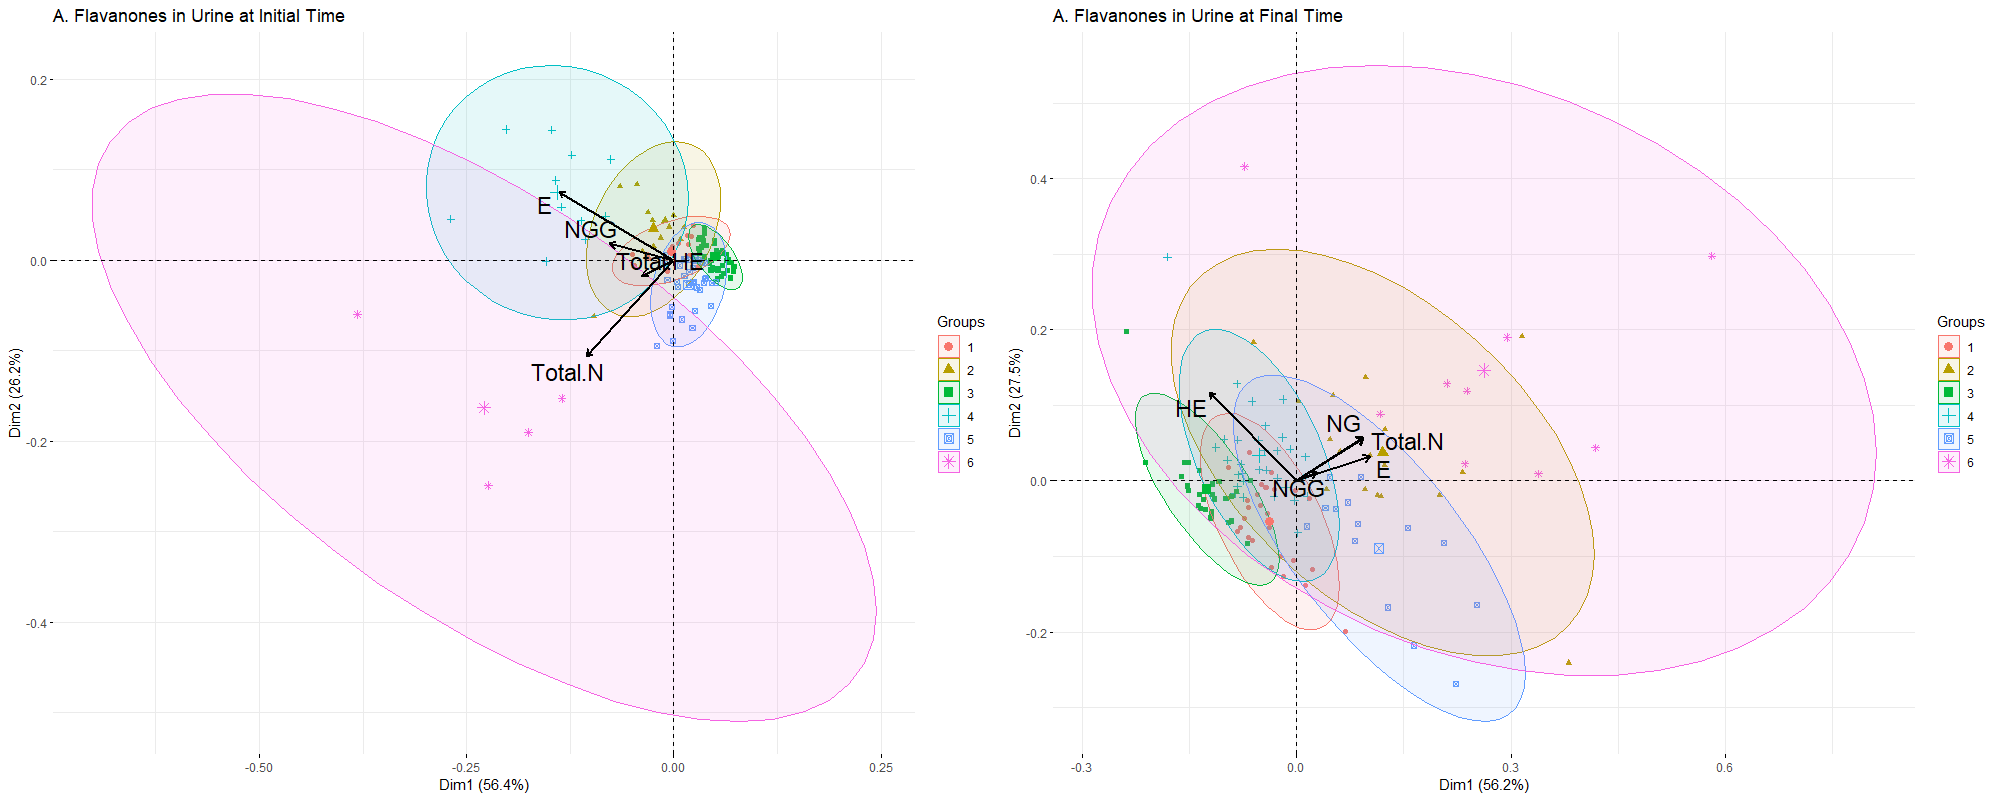 A. Flavanones in Urine at Initial Time
Dim2 (26.2%)
0.2
0.0
-0.2
-0.4
E
NGG
Total.HE
Total.N
-0.50
-0.25
0.00
0.25
Dim1 (56.4%)
Groups
1
2
3
4
5
6
A. Flavanones in Urine at Final Time
Dim2 (27.5%)
0.4
0.2
0.0
-0.2
HE
NG
Total.N
E
NGG
-0.3
0.0
0.3
0.6
Dim1 (56.2%)
Groups
1
2
3
4
5
6